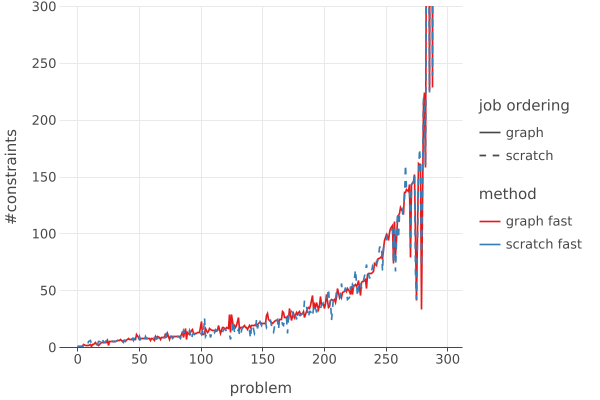 300
250
200
150
100
50
0
#constraints
0 50 100 150 200 250 300
problem
job ordering
graph
scratch
method
graph fast
scratch fast